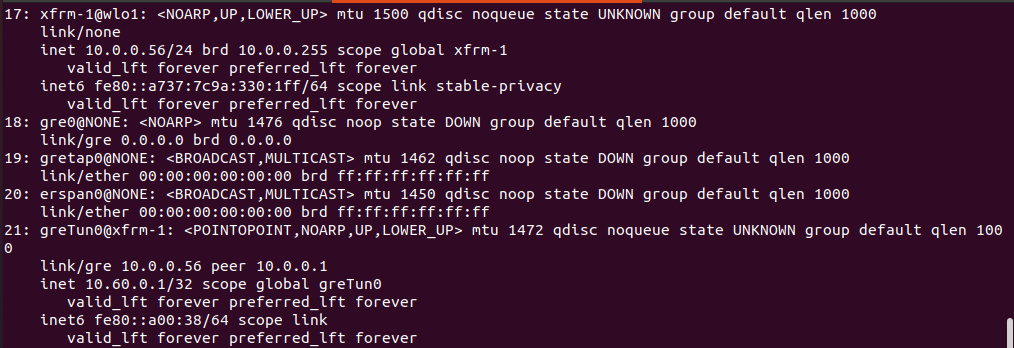 17: xfrm-1@wlo1: <NOARP,UP,LOWER_UP> mtu 1500 qdisc noqueue state UNKNOWN group default qlen 1000
    link/none
    inet 10.0.0.56/24 brd 10.0.0.255 scope global xfrm-1
       valid_lft forever preferred_lft forever
    inet6 fe80::a737:7c9a:330:1ff/64 scope link stable-privacy
       valid_lft forever preferred_lft forever
18: gre0@NONE: <NOARP> mtu 1476 qdisc noop state DOWN group default qlen 1000
    link/gre 0.0.0.0 brd 0.0.0.0
19: gretap0@NONE: <BROADCAST,MULTICAST> mtu 1462 qdisc noop state DOWN group default qlen 1000
    link/ether 00:00:00:00:00:00 brd ff:ff:ff:ff:ff:ff
20: erspan0@NONE: <BROADCAST,MULTICAST> mtu 1450 qdisc noop state DOWN group default qlen 1000
    link/ether 00:00:00:00:00:00 brd ff:ff:ff:ff:ff:ff
21: greTun0@xfrm-1: <POINTOPOINT,NOARP,UP,LOWER_UP> mtu 1472 qdisc noqueue state UNKNOWN group default qlen 100
0
    link/gre 10.0.0.56 peer 10.0.0.1
    inet 10.60.0.1/32 scope global greTun0
       valid_lft forever preferred_lft forever
    inet6 fe80::a00:38/64 scope link
       valid_lft forever preferred_lft forever